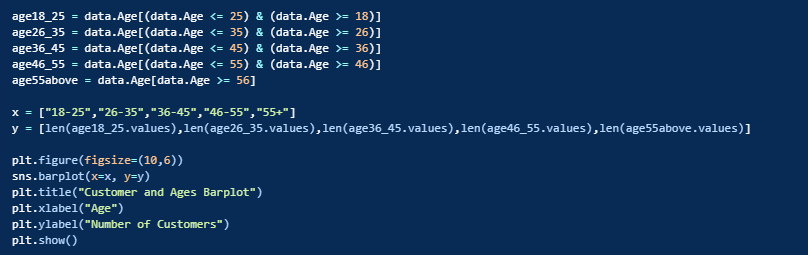 age18_25 = data.Age[(data.Age <= 25) & (data.Age >= 18)]
age26_35 = data.Age[(data.Age <= 35) & (data.Age >= 26)]
age36_45 = data.Age[(data.Age <= 45) & (data.Age >= 36)]
age46_55 = data.Age[(data.Age <= 55) & (data.Age >= 46)]
age55above = data.Age[data.Age >= 56]
x = ["18-25","26-35","36-45","46-55","55+"]
y = [len(age18_25.values),len(age26_35.values),len(age36_45.values),len(age46_55.values),len(age55above.values)]
plt.figure(figsize=(10,6))
sns.barplot(x=x, y=y)
plt.title("Customer and Ages Barplot")
plt.xlabel("Age")
plt.ylabel("Number of Customers")
plt.show()